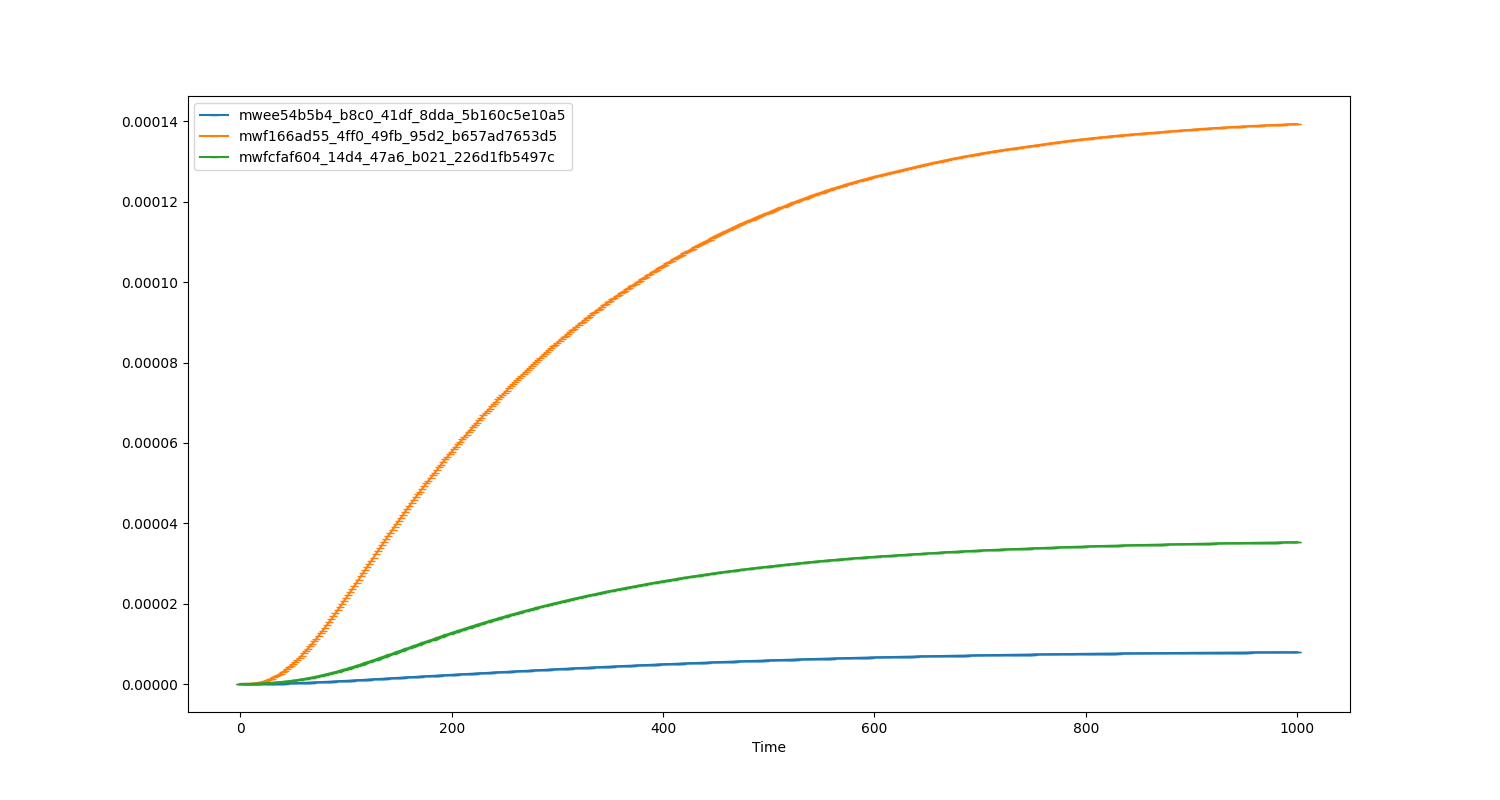 mwee54b5b4_b8c0_41df_8dda_5b160c5e10a5
mwf166ad55_4ff0_49fb_95d2_b657ad7653d5
mwfcfaf604_14d4_47a6_b021_226d1fb5497c
0.00014
0.00012
0.00010
0.00008
0.00006
0.00004
0.00002
0.00000
0 200 400 600 800 1000
Time